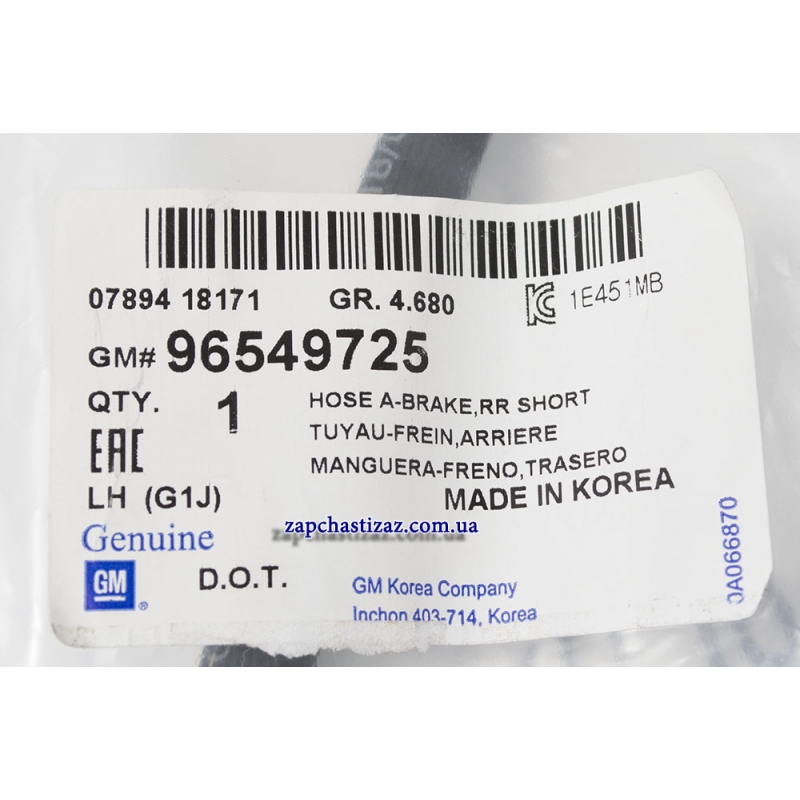 07894 18171 GR. 4.680 KC 1E451MB
GM# 96549725
QTY. 1 HOSE A-BRAKE,RR SHORT
TUYAU-FREIN,ARRIERE
EAC
MANGUERA-FRENO,TRASERO
LH (G1J) MADE IN KOREA
zapchastizaz.com.ua
Genuine
GM ® D.O.T. GM Korea Company
Inchon 403-714, Korea
0A066870